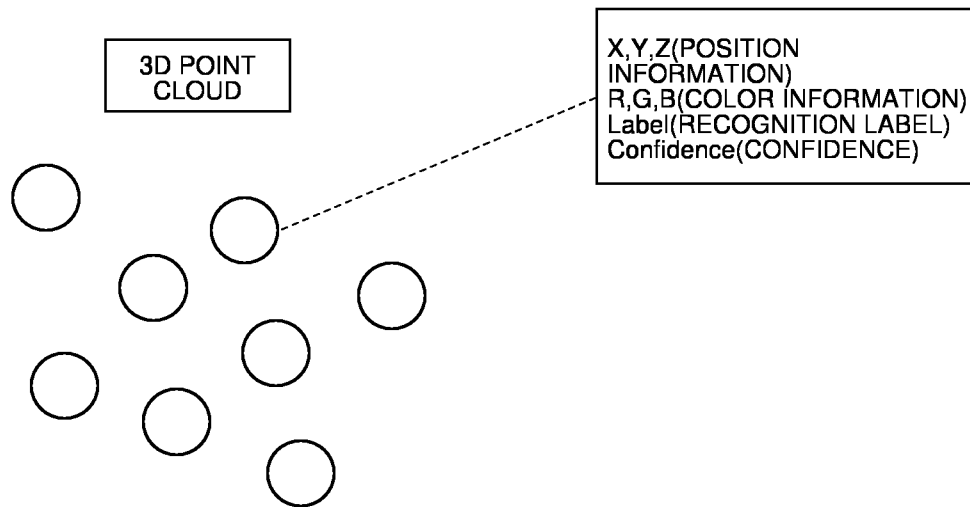 3D POINT
CLOUD
X,Y,Z(POSITION
INFORMATION)
R,G,B(COLOR INFORMATION)
Label(RECOGNITION LABEL)
Confidence(CONFIDENCE)